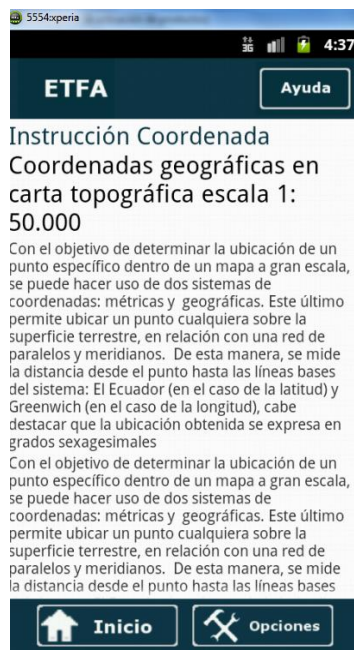 5554:xperia
3G 4:37
ETFA Ayuda
Instrucción Coordenada
Coordenadas geográficas en
carta topográfica escala 1:
50.000
Con el objetivo de determinar la ubicación de un
punto específico dentro de un mapa a gran escala,
se puede hacer uso de dos sistemas de
coordenadas: métricas y geográficas. Este último
permite ubicar un punto cualquiera sobre la
superficie terrestre, en relación con una red de
paralelos y meridianos. De esta manera, se mide
la distancia desde el punto hasta las líneas bases
del sistema: El Ecuador (en el caso de la latitud) y
Greenwich (en el caso de la longitud), cabe
destacar que la ubicación obtenida se expresa en
grados sexagesimales
Con el objetivo de determinar la ubicación de un
punto específico dentro de un mapa a gran escala,
se puede hacer uso de dos sistemas de
coordenadas: métricas y geográficas. Este último
permite ubicar un punto cualquiera sobre la
superficie terrestre, en relación con una red de
paralelos y meridianos. De esta manera, se mide
la distancia desde el punto hasta las líneas bases
Inicio Opciones